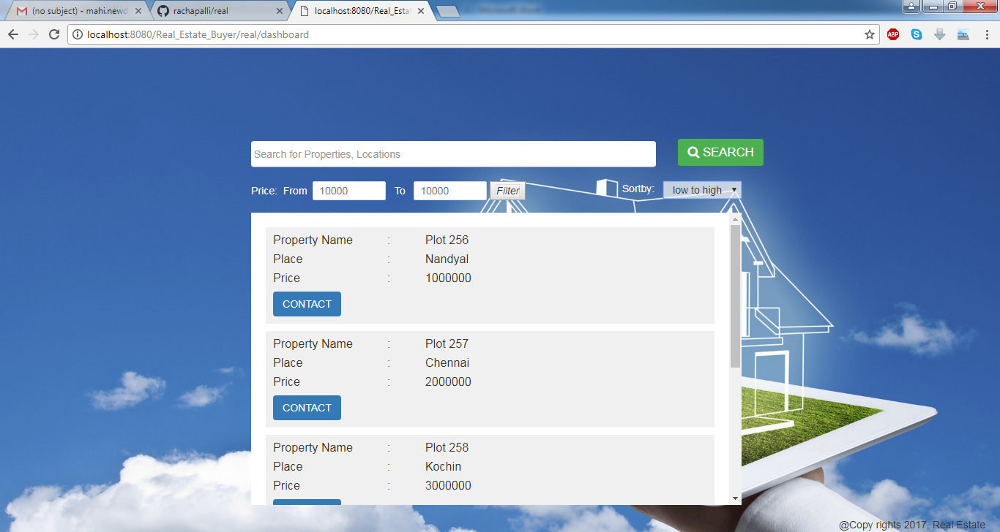 (no subject) - mahi.newd
rachapalli/real
localhost:8080/Real_Esta
localhost:8080/Real_Estate_Buyer/real/dashboard
ABP
Search for Properties, Locations
SEARCH
Price: From 10000 To 10000 Filter Sortby: low to high
Property Name : Plot 256
Place : Nandyal
Price : 1000000
CONTACT
Property Name : Plot 257
Place : Chennai
Price : 2000000
CONTACT
Property Name : Plot 258
Place : Kochin
Price : 3000000
@Copy rights 2017, Real Estate